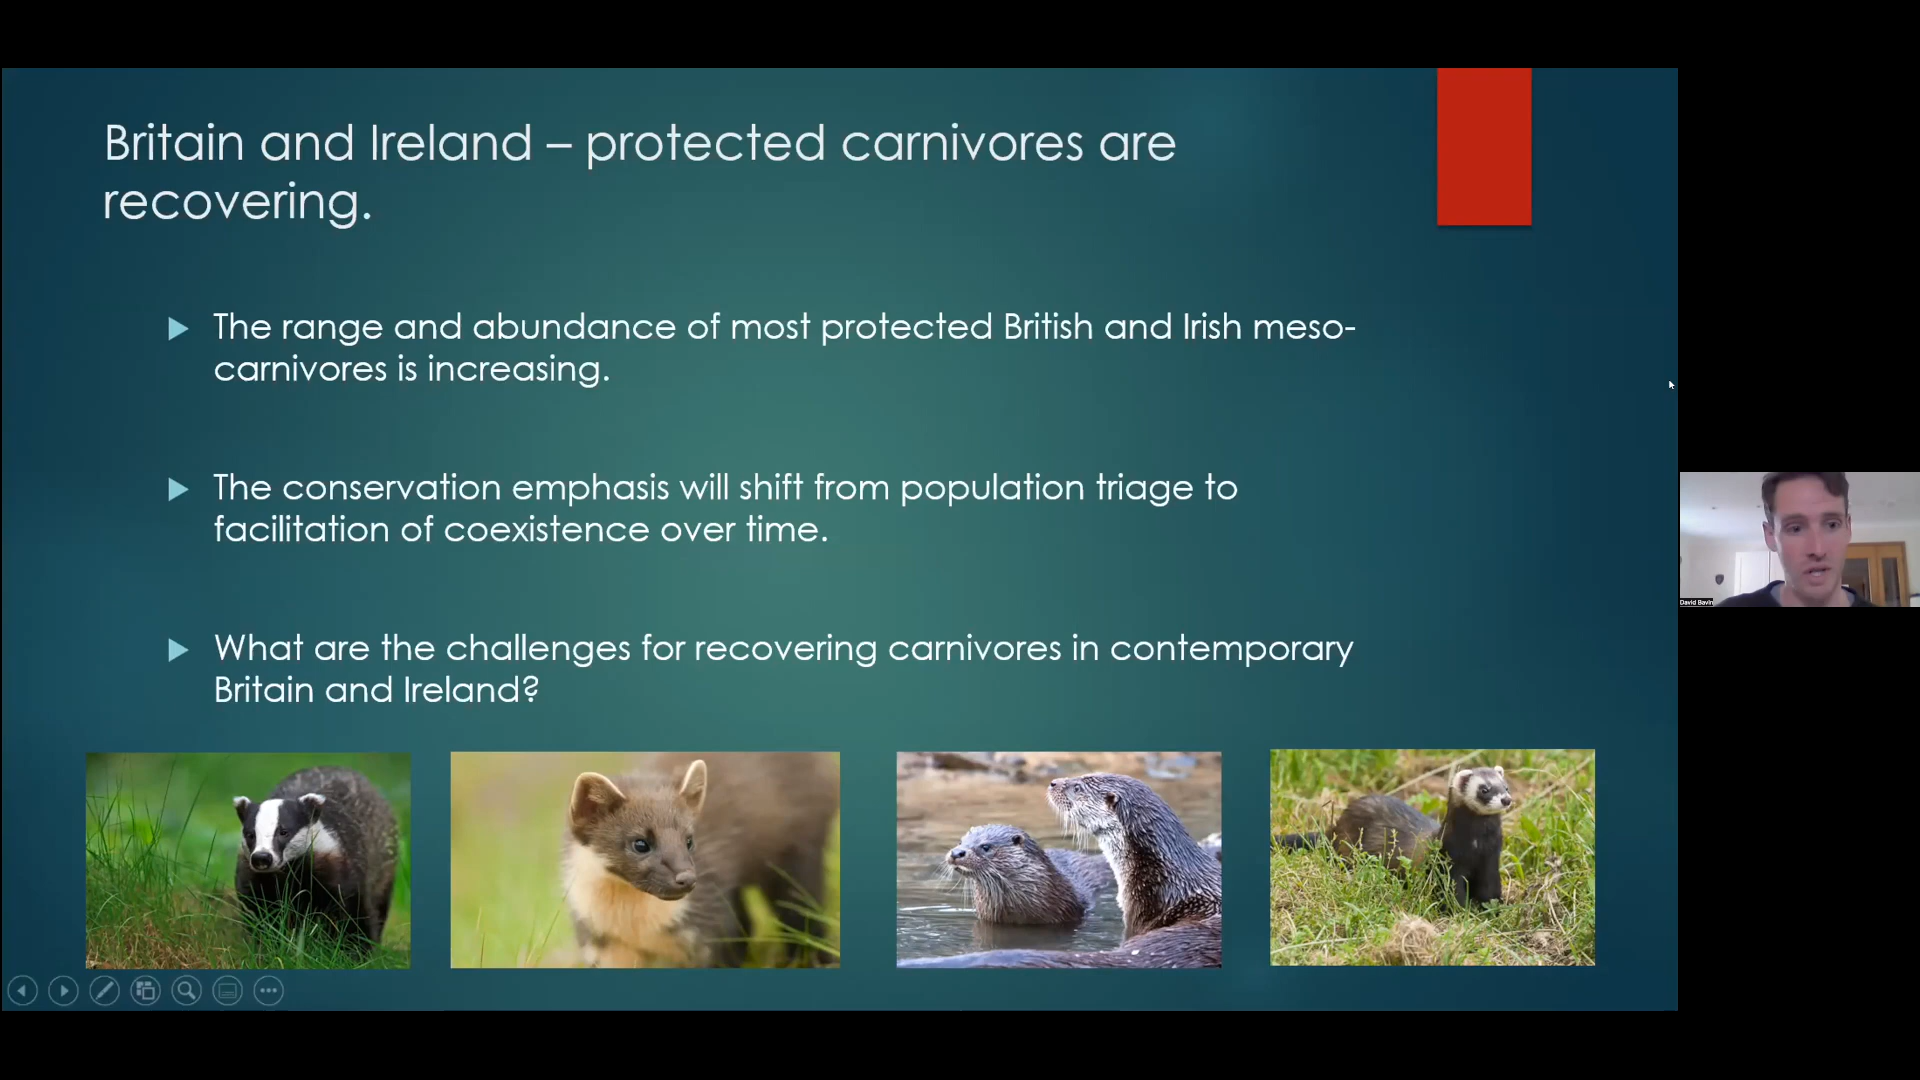 Britain and Ireland – protected carnivores are
recovering.
The range and abundance of most protected British and Irish meso-
carnivores is increasing.
The conservation emphasis will shift from population triage to
facilitation of coexistence over time.
What are the challenges for recovering carnivores in contemporary
Britain and Ireland?
David Bavin